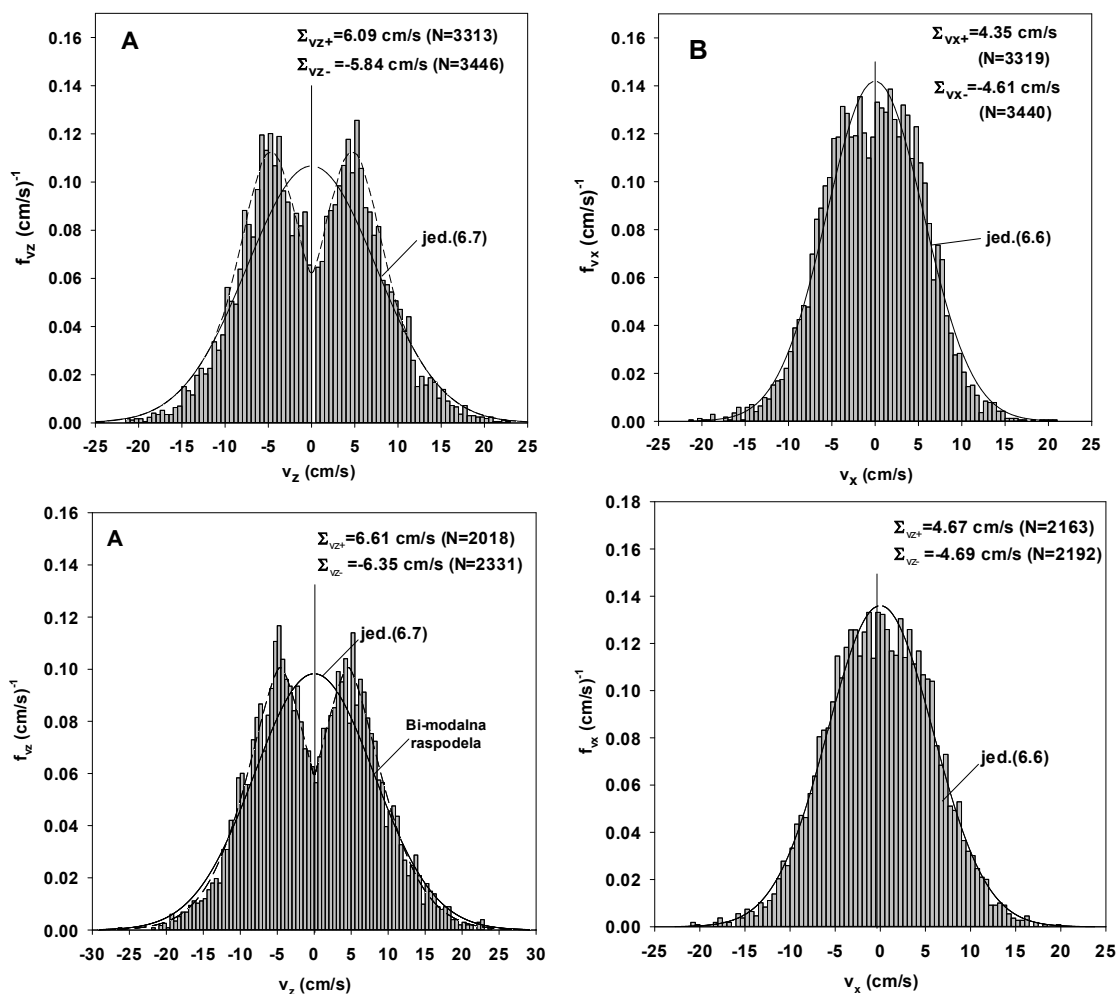 A
Σvz+=6.09 cm/s (N=3313)
Σvz- =-5.84 cm/s (N=3446)
jed.(6.7)
fvz (cm/s)-1
0.16
0.14
0.12
0.10
0.08
0.06
0.04
0.02
0.00
-25 -20 -15 -10 -5 0 5 10 15 20 25
vz (cm/s)
B
Σvx+=4.35 cm/s
(N=3319)
Σvx-=-4.61 cm/s
(N=3440)
jed.(6.6)
fvx (cm/s)-1
0.16
0.14
0.12
0.10
0.08
0.06
0.04
0.02
0.00
-25 -20 -15 -10 -5 0 5 10 15 20 25
vx (cm/s)
A
Σvz+=6.61 cm/s (N=2018)
Σvz- =-6.35 cm/s (N=2331)
jed.(6.7)
Bi-modalna
raspodela
fvz (cm/s)-1
0.16
0.14
0.12
0.10
0.08
0.06
0.04
0.02
0.00
-30 -25 -20 -15 -10 -5 0 5 10 15 20 25 30
vz (cm/s)
Σvz+=4.67 cm/s (N=2163)
Σvz- =-4.69 cm/s (N=2192)
jed.(6.6)
fvx (cm/s)-1
0.18
0.16
0.14
0.12
0.10
0.08
0.06
0.04
0.02
0.00
-25 -20 -15 -10 -5 0 5 10 15 20 25
vx (cm/s)